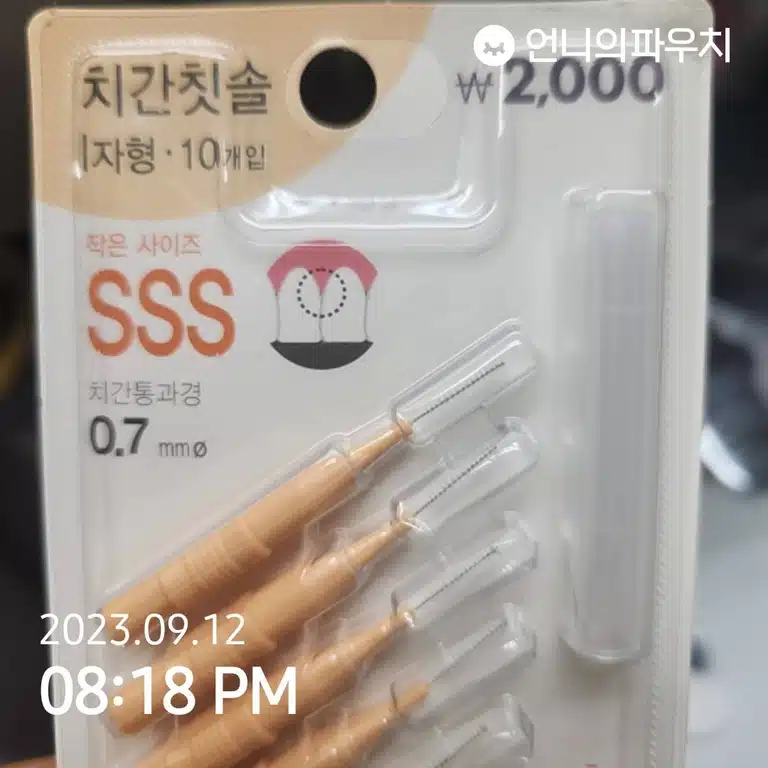 언니의파우치
치간칫솔
₩2,000
I자형·10개입
작은 사이즈
SSS
치간통과경
0.7 mmø
2023.09.12
08:18 PM